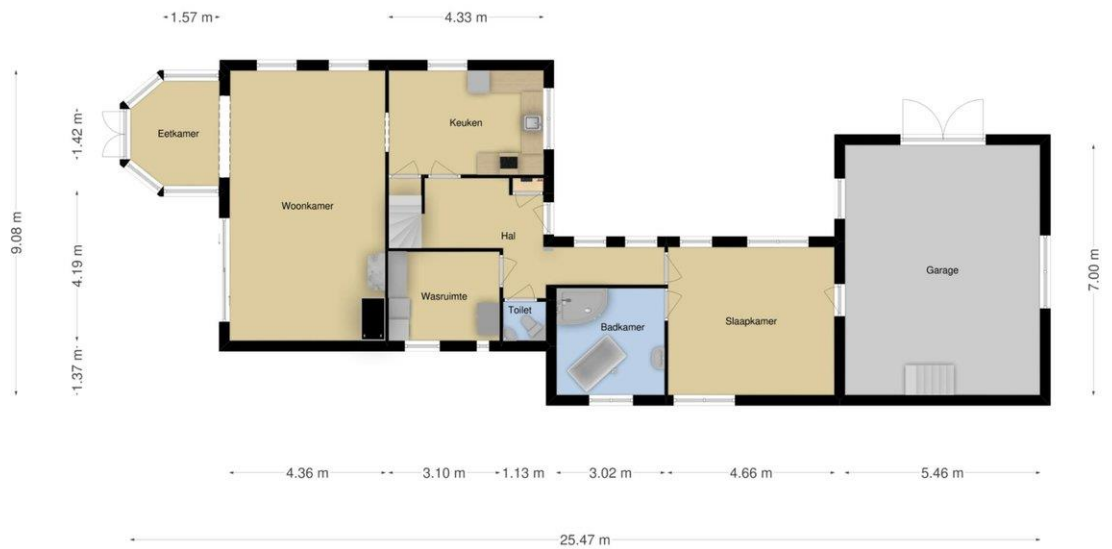 1.57 m
4.33 m
Eetkamer
Keuken
Woonkamer
Hal
Wasruimte
Toilet
Badkamer
Slaapkamer
Garage
9.08 m
1.42 m
4.19 m
1.37 m
7.00 m
4.36 m
3.10 m
1.13 m
3.02 m
4.66 m
5.46 m
25.47 m